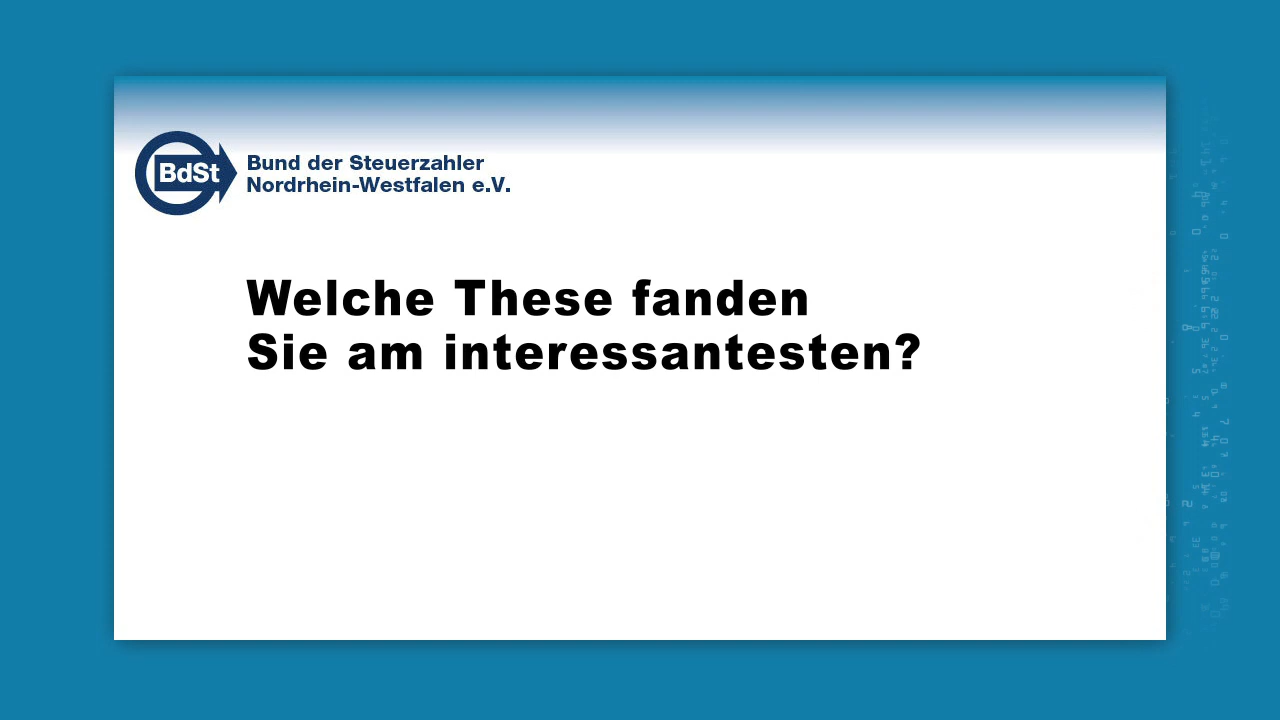 BdSt
Bund der Steuerzahler
Nordrhein-Westfalen e.V.
Welche These fanden
Sie am interessantesten?